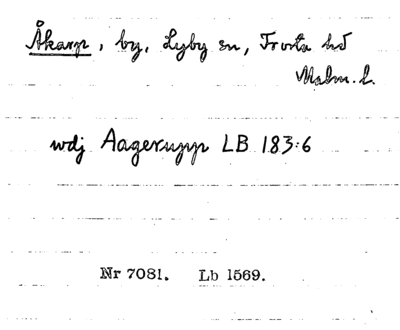 Åkarp, by, Lyby sn, Frosta hd
Malm. l.
wdj Aagerupp LB 183:6
Nr 7081. Lb 1569.